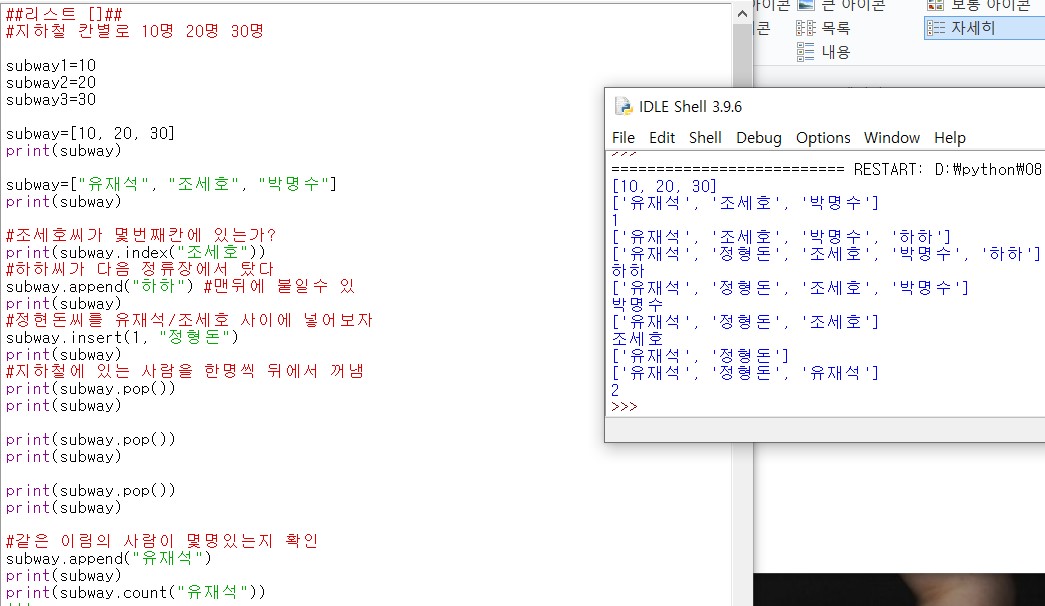 ##리스트 []##
#지하철 칸별로 10명 20명 30명
subway1=10
subway2=20
subway3=30
subway=[10, 20, 30]
print(subway)
subway=["유재석", "조세호", "박명수"]
print(subway)
#조세호씨가 몇번째칸에 있는가?
print(subway.index("조세호"))
#하하씨가 다음 정류장에서 탔다
subway.append("하하") #맨뒤에 붙일수 있
print(subway)
#정현돈씨를 유재석/조세호 사이에 넣어보자
subway.insert(1, "정형돈")
print(subway)
#지하철에 있는 사람을 한명씩 뒤에서 꺼냄
print(subway.pop())
print(subway)
print(subway.pop())
print(subway)
print(subway.pop())
print(subway)
#같은 이럼의 사람이 몇명있는지 확인
subway.append("유재석")
print(subway)
print(subway.count("유재석"))
아이콘
큰 아이콘
보통 아이콘
콘
목록
자세히
내용
IDLE Shell 3.9.6
File Edit Shell Debug Options Window Help
>>>
========================= RESTART: D:\python\08
[10, 20, 30]
['유재석', '조세호', '박명수']
1
['유재석', '조세호', '박명수', '하하']
['유재석', '정형돈', '조세호', '박명수', '하하']
하하
['유재석', '정형돈', '조세호', '박명수']
박명수
['유재석', '정형돈', '조세호']
조세호
['유재석', '정형돈']
['유재석', '정형돈', '유재석']
2
>>>